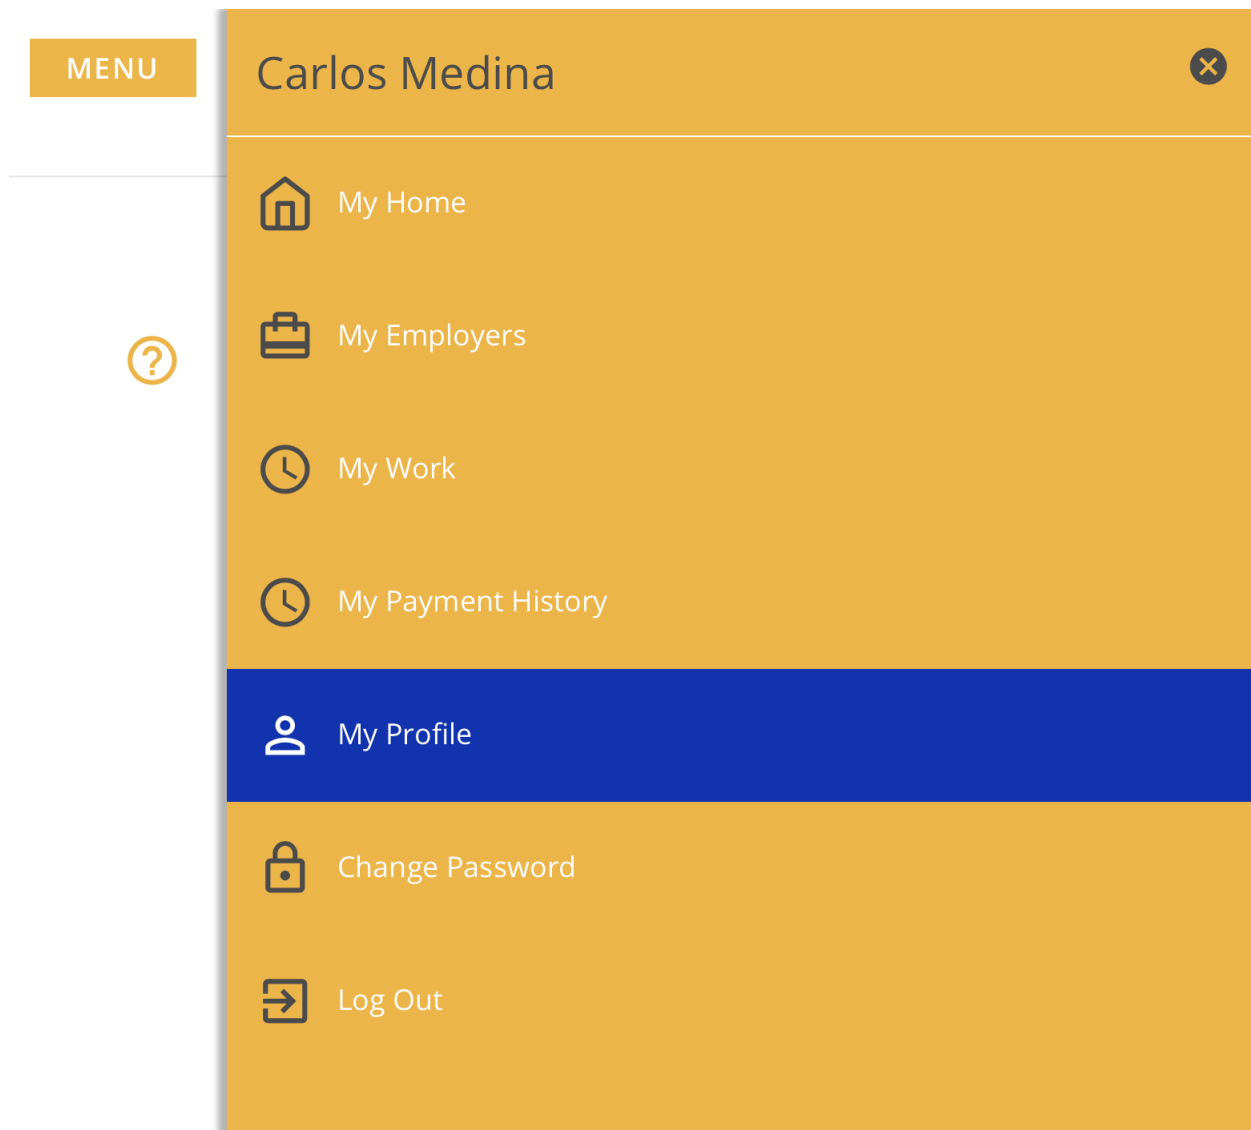 MENU
Carlos Medina
My Home
My Employers
My Work
My Payment History
My Profile
Change Password
Log Out